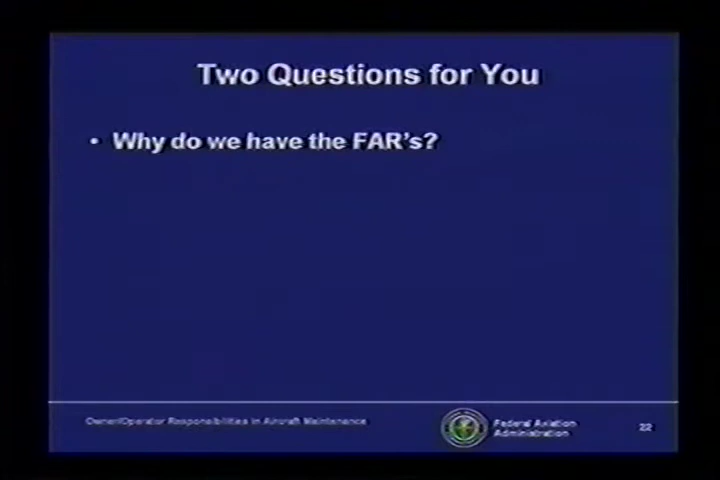 Two Questions for You
• Why do we have the FAR's?
Owner/Operator Responsibilities in Aircraft Maintenance
Federal Aviation
Administration
22